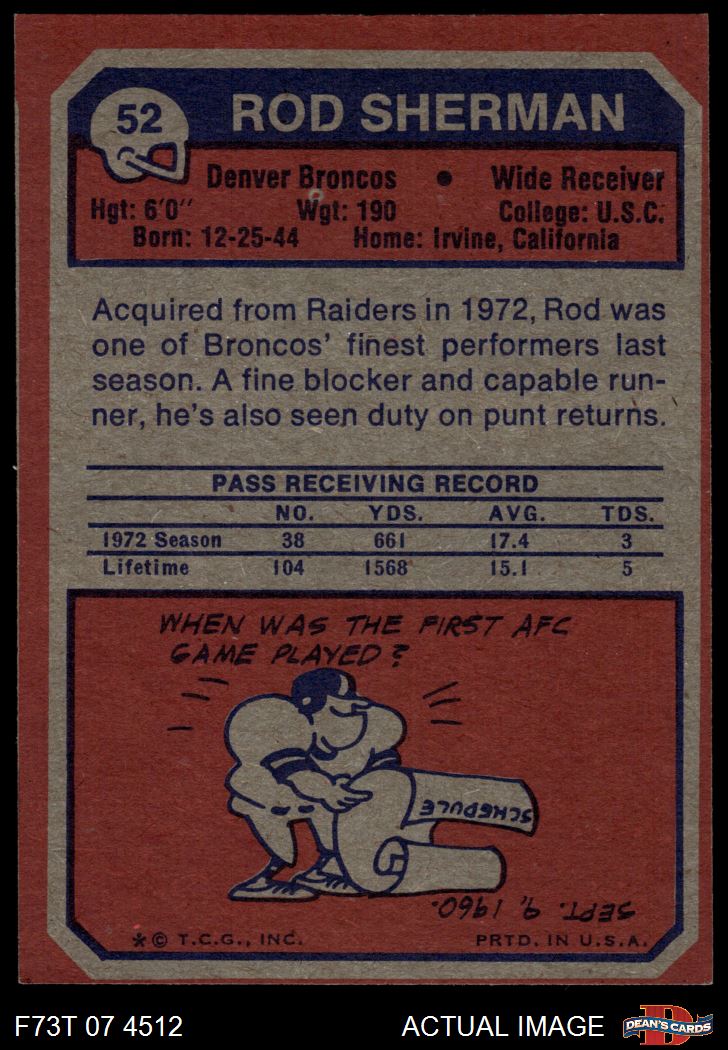 52
ROD SHERMAN
Denver Broncos • Wide Receiver
Hgt: 6'0" Wgt: 190 College: U.S.C.
Born: 12-25-44 Home: Irvine, California
Acquired from Raiders in 1972, Rod was
one of Broncos' finest performers last
season. A fine blocker and capable run-
ner, he's also seen duty on punt returns.
PASS RECEIVING RECORD
NO. YDS. AVG. TDS.
1972 Season 38 661 17.4 3
Lifetime 104 1568 15.1 5
WHEN WAS THE FIRST AFC
GAME PLAYED?
SCHEDULE
SEPT. 9, 1960.
*© T.C.G., INC. PRTD. IN U.S.A.
F73T 07 4512 ACTUAL IMAGE
D
DEAN'S CARDS